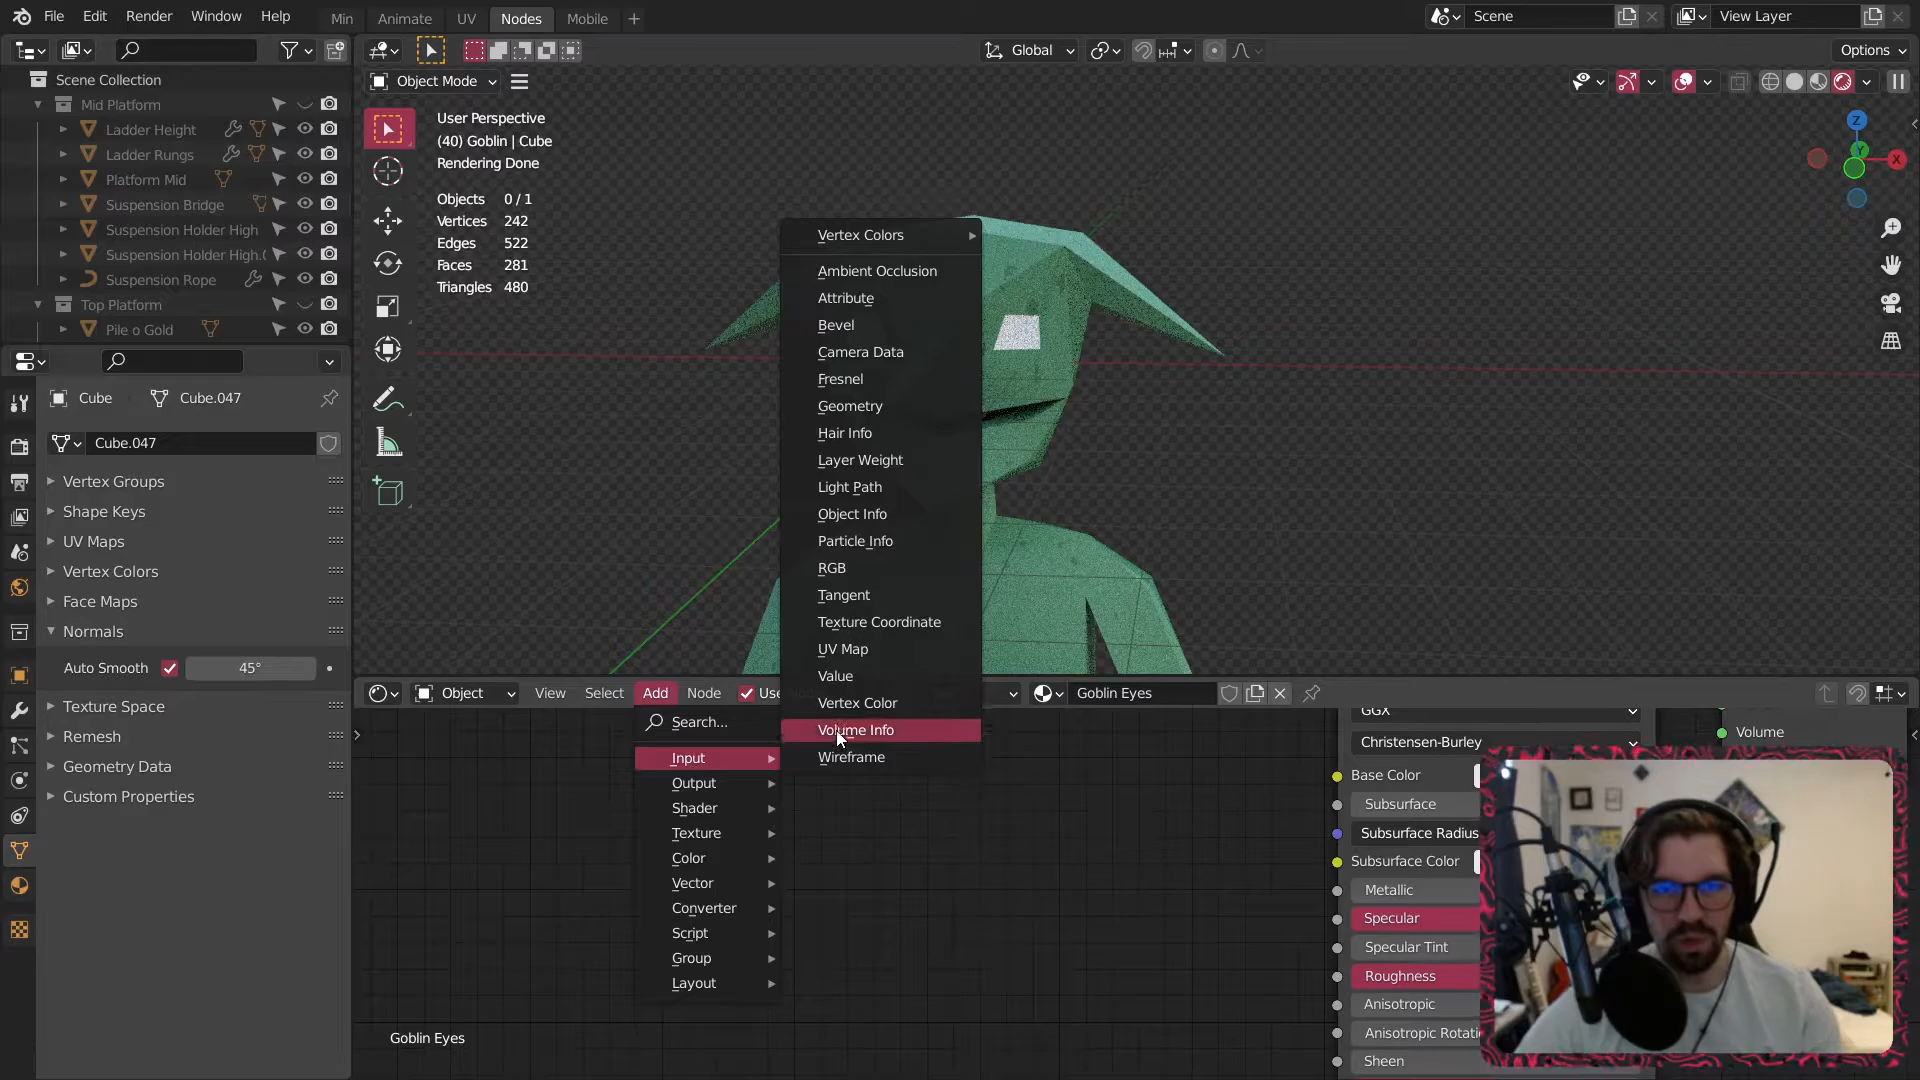 File Edit Render Window Help
Min Animate UV Nodes Mobile +
Scene
View Layer
Global
Options
Scene Collection
Object Mode
Mid Platform
Ladder Height
Ladder Rungs
Platform Mid
Suspension Bridge
Suspension Holder High
Suspension Holder High.(
Suspension Rope
Top Platform
Pile o Gold
User Perspective
(40) Goblin | Cube
Rendering Done
Objects 0 / 1
Vertices 242
Edges 522
Faces 281
Triangles 480
Z
Y
X
Vertex Colors
Ambient Occlusion
Attribute
Bevel
Camera Data
Fresnel
Geometry
Hair Info
Layer Weight
Light Path
Object Info
Particle Info
RGB
Tangent
Texture Coordinate
UV Map
Value
Vertex Color
Volume Info
Wireframe
Cube Cube.047
Cube.047
Vertex Groups
Shape Keys
UV Maps
Vertex Colors
Face Maps
Normals
Auto Smooth 45°
Texture Space
Remesh
Geometry Data
Custom Properties
Object View Select Add Node Use
Goblin Eyes
Search...
Input
Output
Shader
Texture
Color
Vector
Converter
Script
Group
Layout
GGX
Christensen-Burley
Base Color
Subsurface
Subsurface Radius
Subsurface Color
Metallic
Specular
Specular Tint
Roughness
Anisotropic
Anisotropic Rotati
Sheen
Volume
Goblin Eyes